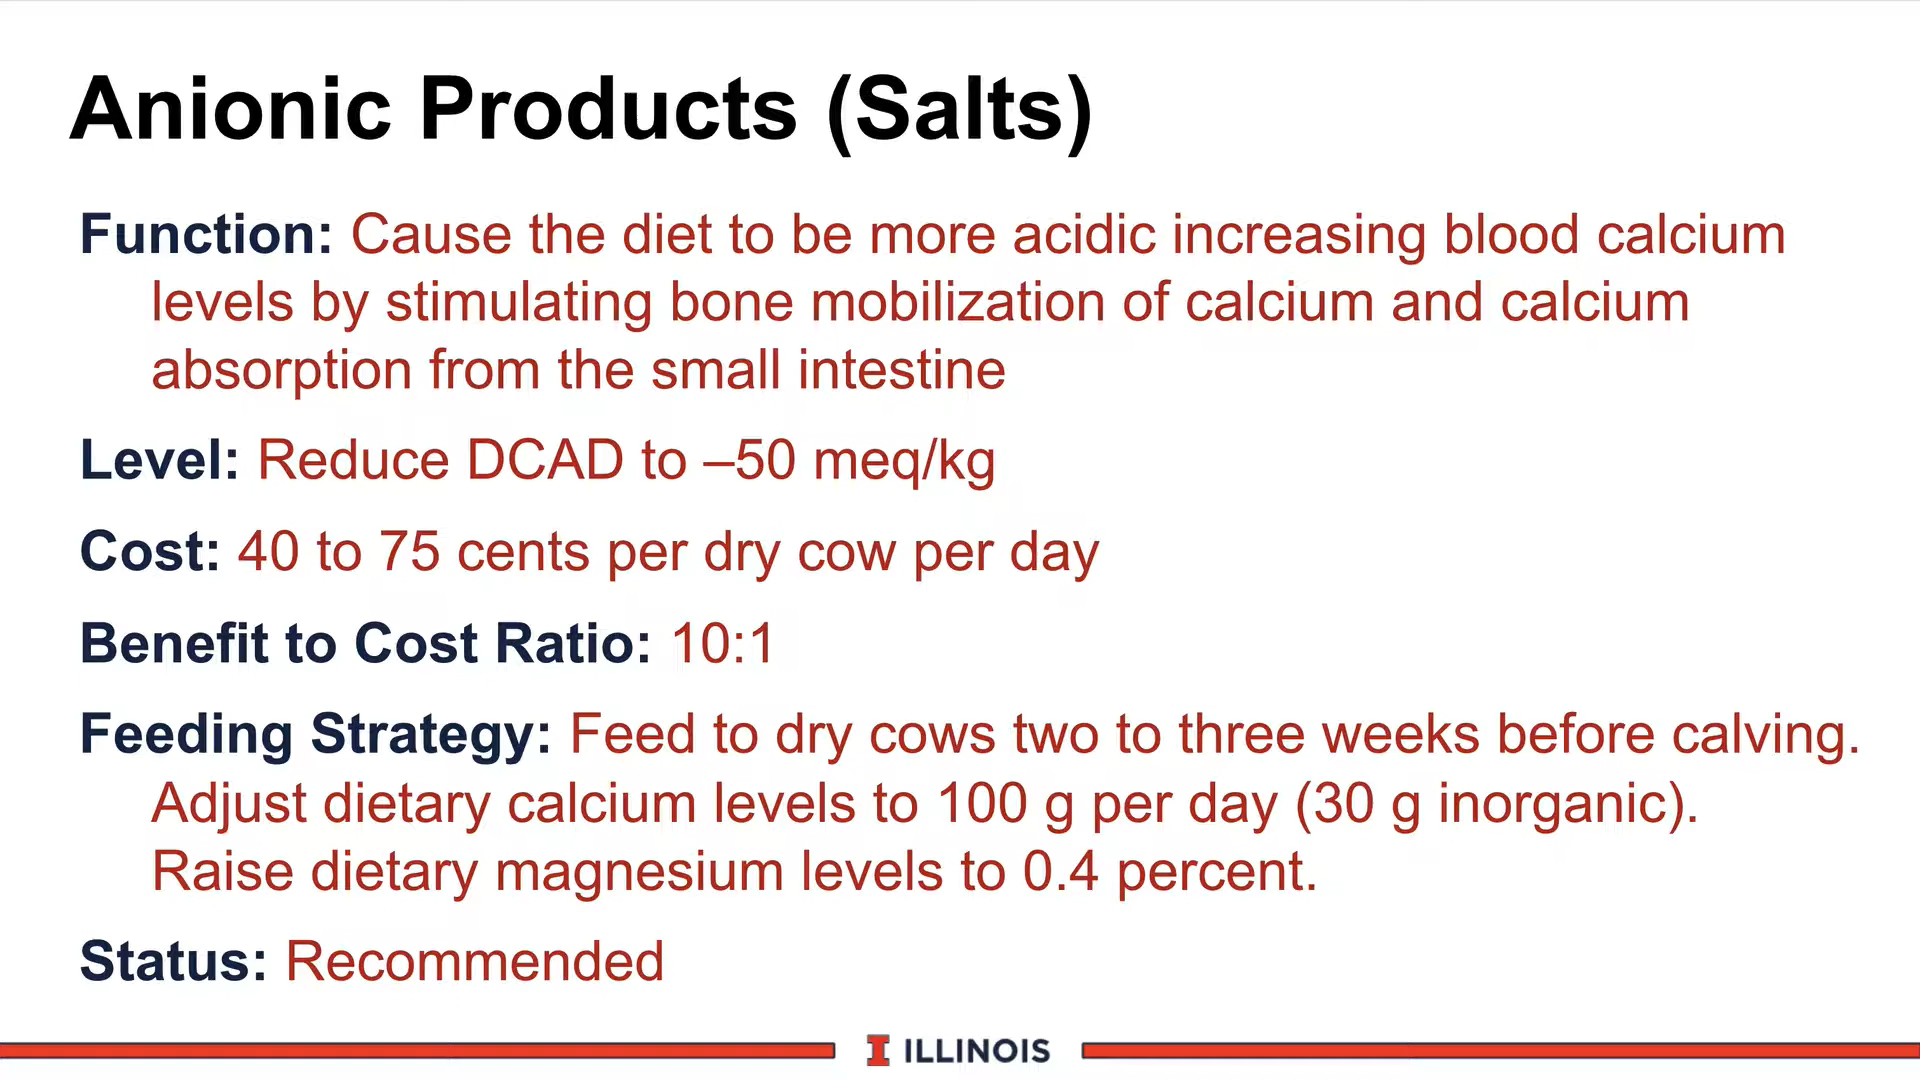 Anionic Products (Salts)
Function: Cause the diet to be more acidic increasing blood calcium
levels by stimulating bone mobilization of calcium and calcium
absorption from the small intestine
Level: Reduce DCAD to –50 meq/kg
Cost: 40 to 75 cents per dry cow per day
Benefit to Cost Ratio: 10:1
Feeding Strategy: Feed to dry cows two to three weeks before calving.
Adjust dietary calcium levels to 100 g per day (30 g inorganic).
Raise dietary magnesium levels to 0.4 percent.
Status: Recommended
I ILLINOIS